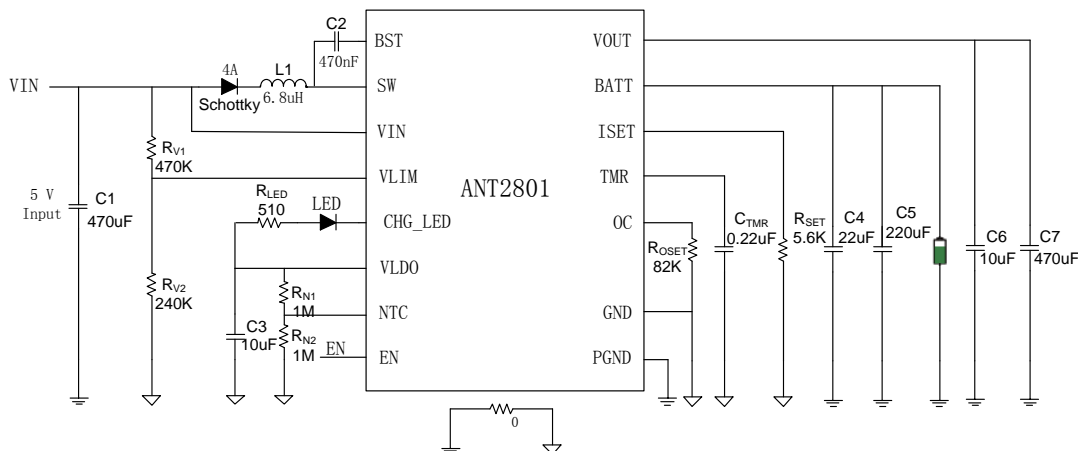 C2
470nF
BST
VOUT
4A
L1
VIN
Schottky
6.8uH
SW
BATT
VIN
ISET
RV1
470K
VLIM
TMR
5 V
Input
C1
470uF
RLED
510
LED
CHG_LED
ANT2801
OC
ROSET
82K
CTMR
0.22uF
RSET
5.6K
C4
22uF
C5
220uF
C6
10uF
C7
470uF
RV2
240K
VLDO
RN1
1M
NTC
GND
C3
10uF
RN2
1M
EN
EN
PGND
0